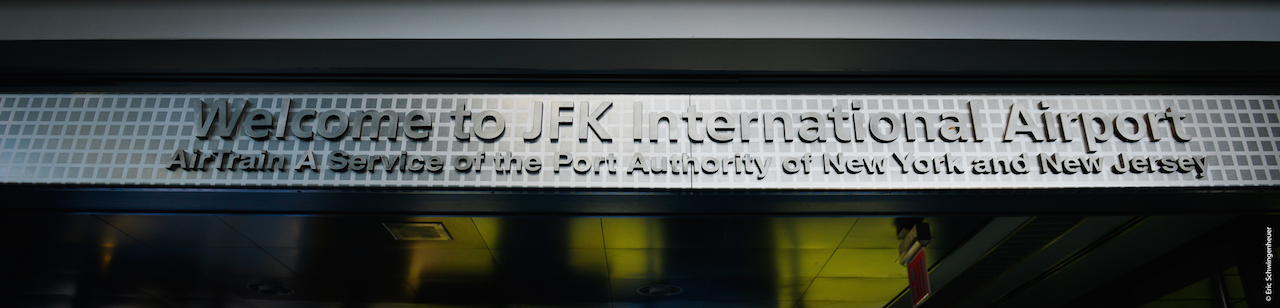 Welcome to JFK International Airport
AirTrain A Service of the Port Authority of New York and New Jersey
© Eric Schwingenheuer